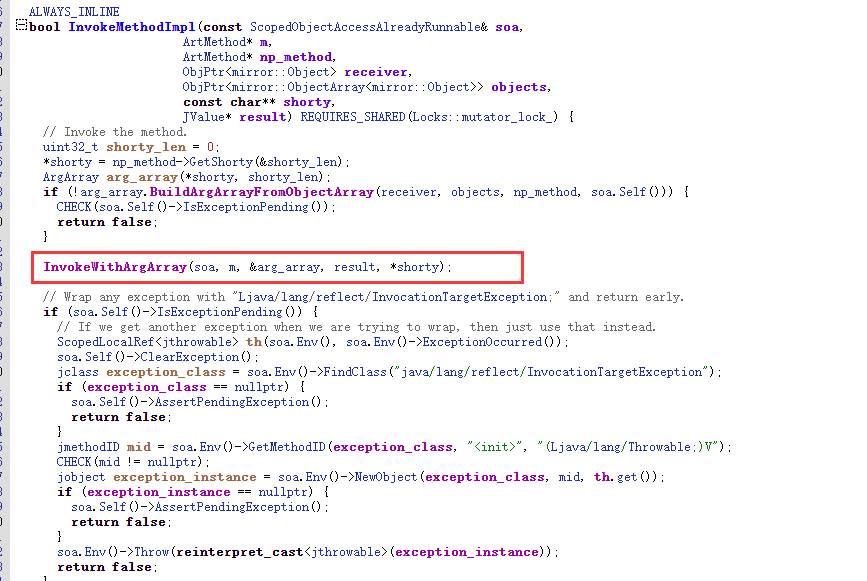 ALWAYS_INLINE
bool InvokeMethodImpl(const ScopedObjectAccessAlreadyRunnable& soa,
ArtMethod* m,
ArtMethod* np_method,
ObjPtr<mirror::Object> receiver,
ObjPtr<mirror::ObjectArray<mirror::Object>> objects,
const char** shorty,
JValue* result) REQUIRES_SHARED(Locks::mutator_lock_) {
// Invoke the method.
uint32_t shorty_len = 0;
*shorty = np_method->GetShorty(&shorty_len);
ArgArray arg_array(*shorty, shorty_len);
if (!arg_array.BuildArgArrayFromObjectArray(receiver, objects, np_method, soa.Self())) {
CHECK(soa.Self()->IsExceptionPending());
return false;
}
InvokeWithArgArray(soa, m, &arg_array, result, *shorty);
// Wrap any exception with "Ljava/lang/reflect/InvocationTargetException;" and return early.
if (soa.Self()->IsExceptionPending()) {
// If we get another exception when we are trying to wrap, then just use that instead.
ScopedLocalRef<jthrowable> th(soa.Env(), soa.Env()->ExceptionOccurred());
soa.Self()->ClearException();
jclass exception_class = soa.Env()->FindClass("java/lang/reflect/InvocationTargetException");
if (exception_class == nullptr) {
soa.Self()->AssertPendingException();
return false;
}
jmethodID mid = soa.Env()->GetMethodID(exception_class, "<init>", "(Ljava/lang/Throwable;)V");
CHECK(mid != nullptr);
jobject exception_instance = soa.Env()->NewObject(exception_class, mid, th.get());
if (exception_instance == nullptr) {
soa.Self()->AssertPendingException();
return false;
}
soa.Env()->Throw(reinterpret_cast<jthrowable>(exception_instance));
return false;